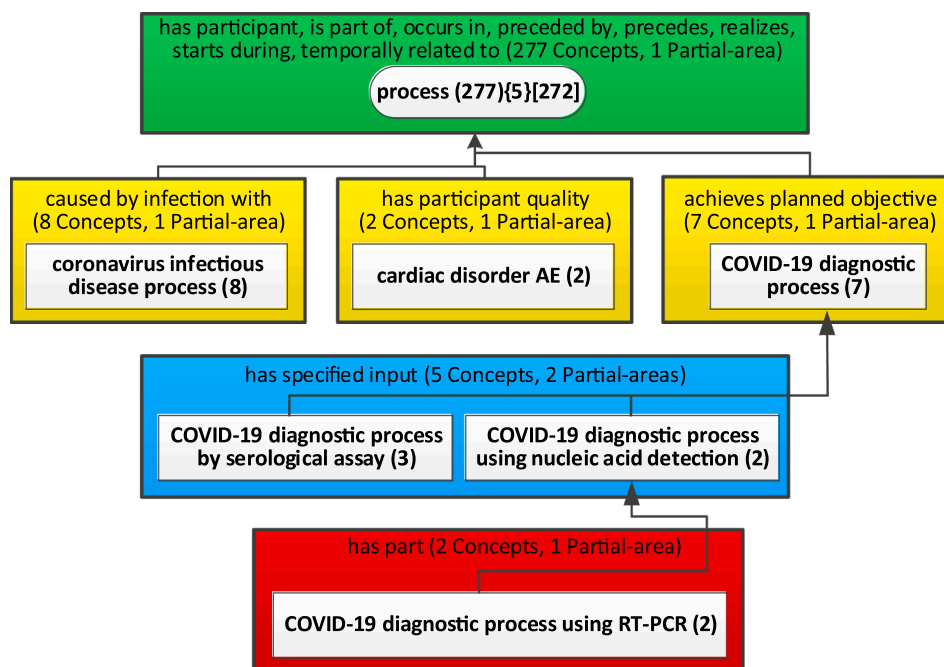 has participant, is part of, occurs in, preceded by, precedes, realizes,
starts during, temporally related to (277 Concepts, 1 Partial-area)
process (277){5}[272]
caused by infection with
(8 Concepts, 1 Partial-area)
coronavirus infectious
disease process (8)
has participant quality
(2 Concepts, 1 Partial-area)
cardiac disorder AE (2)
achieves planned objective
(7 Concepts, 1 Partial-area)
COVID-19 diagnostic
process (7)
has specified input (5 Concepts, 2 Partial-areas)
COVID-19 diagnostic process
by serological assay (3)
COVID-19 diagnostic process
using nucleic acid detection (2)
has part (2 Concepts, 1 Partial-area)
COVID-19 diagnostic process using RT-PCR (2)